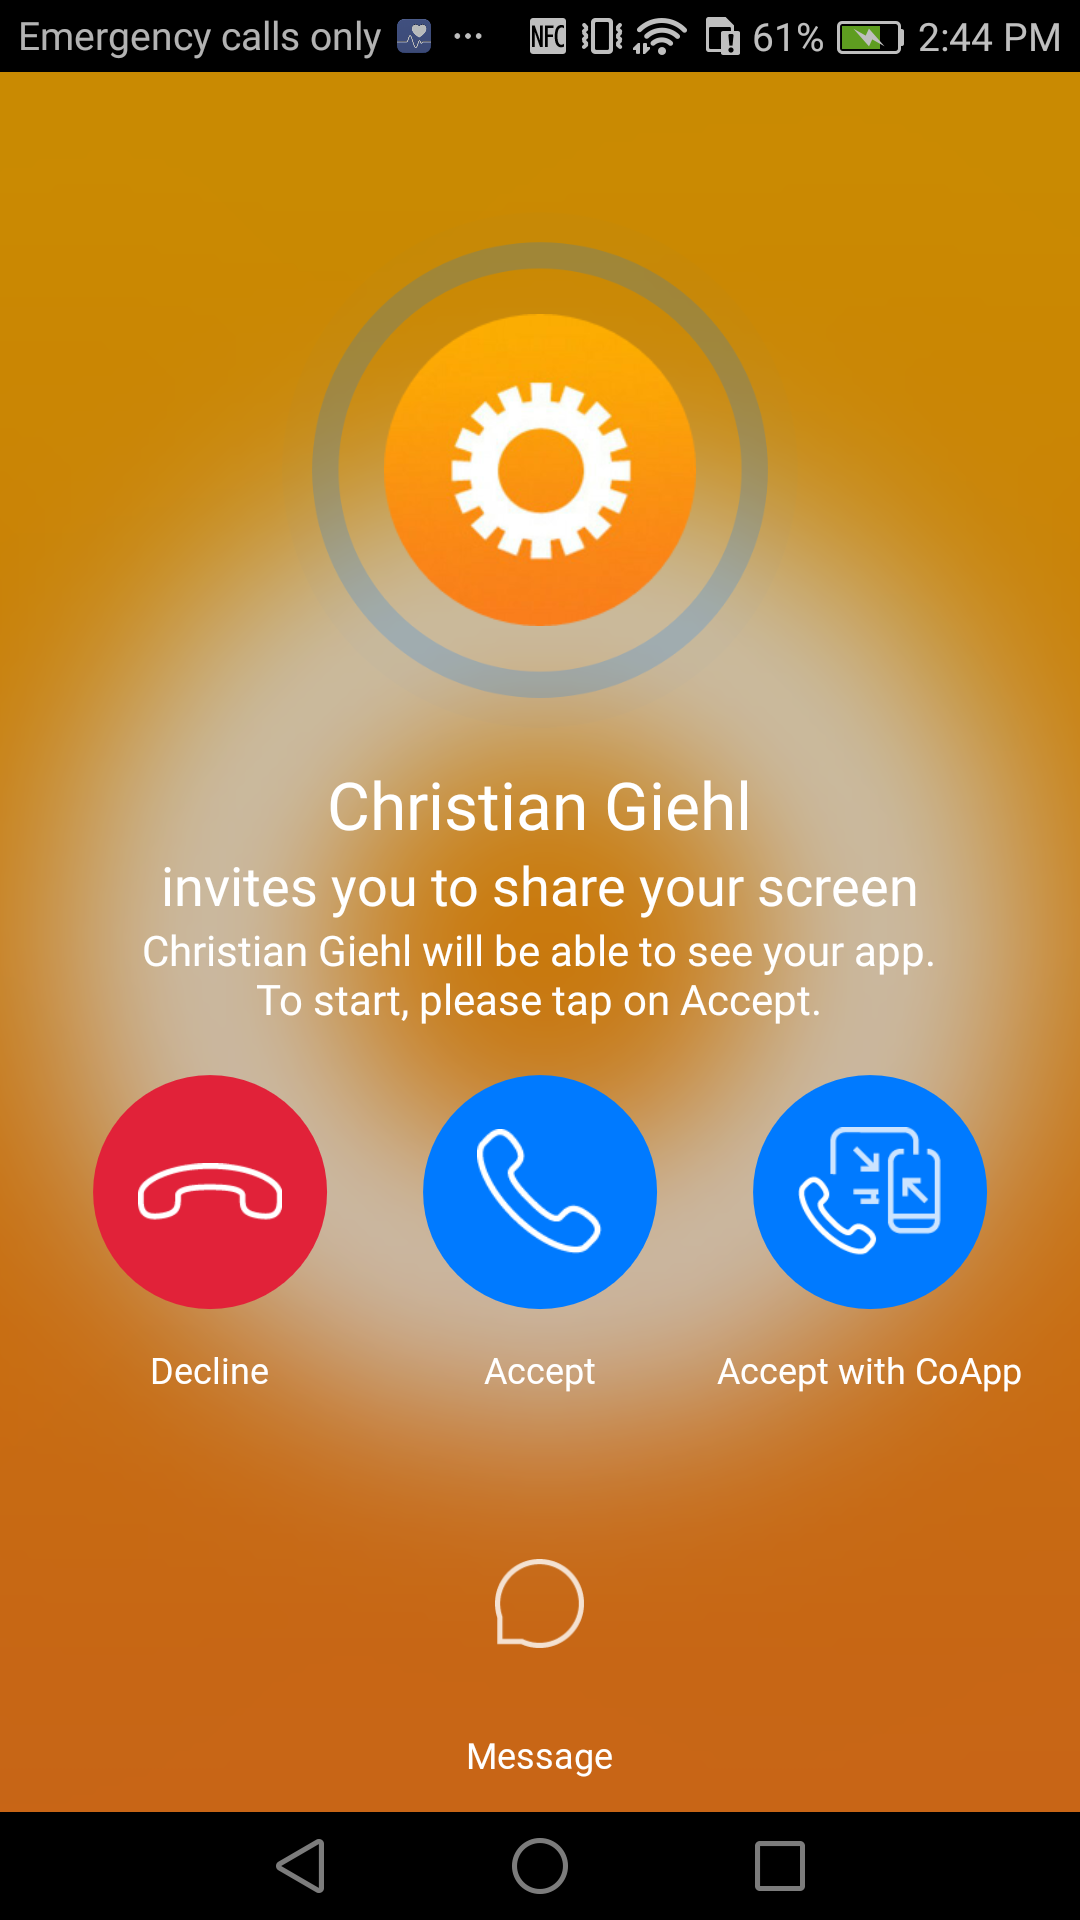 Emergency calls only ... NFC 61% 2:44 PM
Christian Giehl
invites you to share your screen
Christian Giehl will be able to see your app.
To start, please tap on Accept.
Decline Accept Accept with CoApp
Message